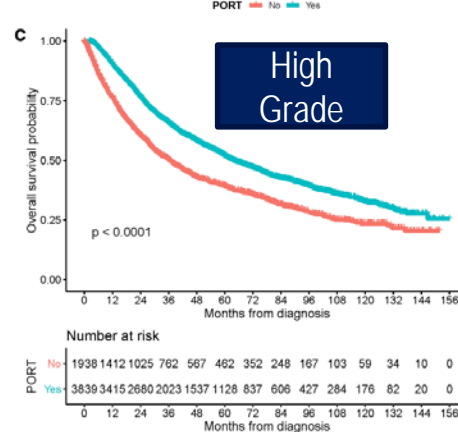 PORT No Yes
c
High
Grade
Overall survival probability
1.00
0.75
0.50
0.25
0.00
p < 0.0001
0 12 24 36 48 60 72 84 96 108 120 132 144 156
Months from diagnosis
Number at risk
PORT
No 1938 1412 1025 762 567 462 352 248 167 103 59 34 10 0
Yes 3839 3415 2680 2023 1537 1128 837 606 427 284 176 82 20 0
0 12 24 36 48 60 72 84 96 108 120 132 144 156
Months from diagnosis